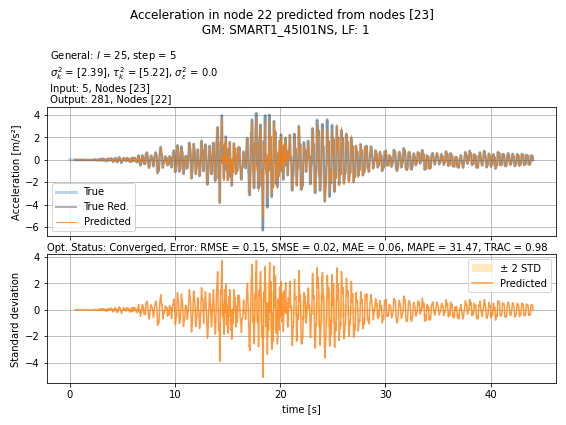 Acceleration in node 22 predicted from nodes [23]
GM: SMART1_45I01NS, LF: 1
General: l = 25, step = 5
σ²ₖ = [2.39], τ²ₖ = [5.22], σ²ε = 0.0
Input: 5, Nodes [23]
Output: 281, Nodes [22]
Acceleration [m/s²]
4
2
0
−2
−4
−6
True
True Red.
Predicted
Opt. Status: Converged, Error: RMSE = 0.15, SMSE = 0.02, MAE = 0.06, MAPE = 31.47, TRAC = 0.98
Standard deviation
4
2
0
−2
−4
± 2 STD
Predicted
0 10 20 30 40
time [s]